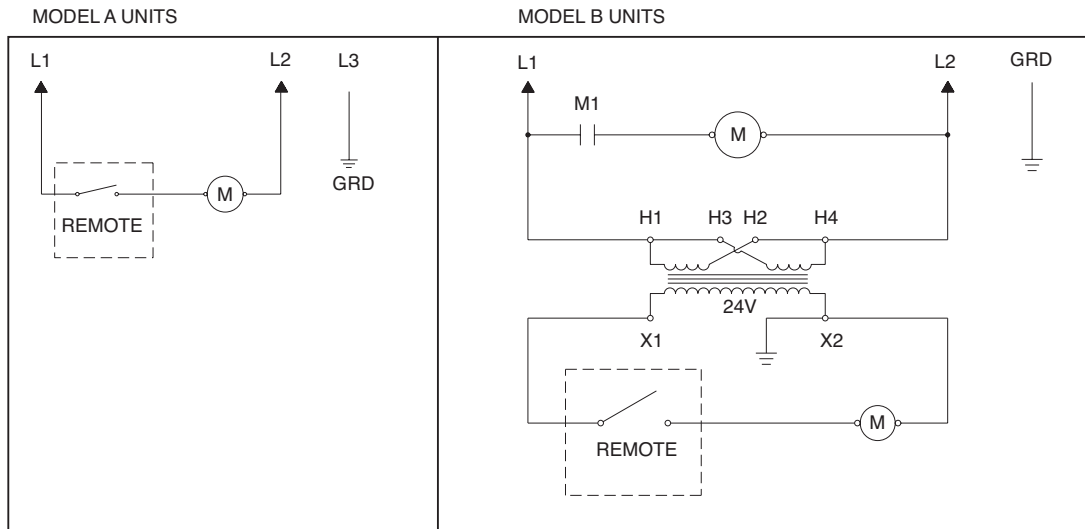 MODEL A UNITS
L1
L2
L3
REMOTE
M
GRD
MODEL B UNITS
L1
L2
GRD
M1
M
H1
H3
H2
H4
24V
X1
X2
REMOTE
M